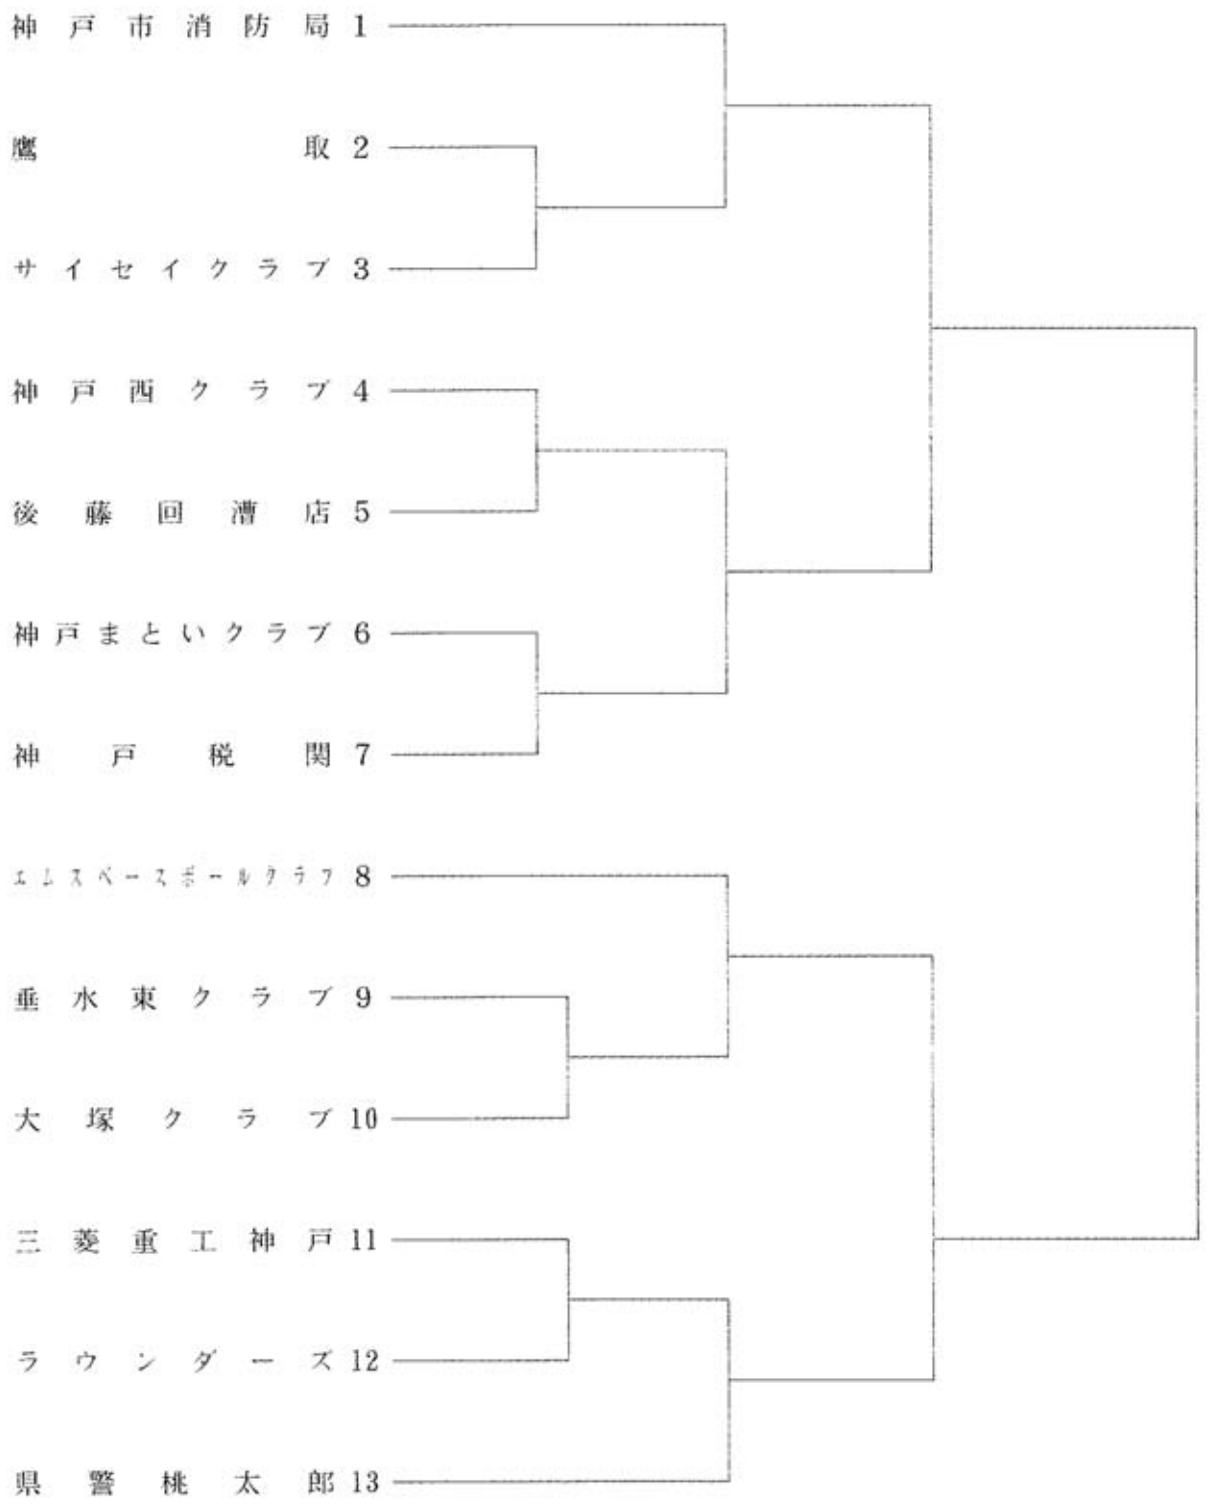 神戸市消防局 1
鷹取 2
サイセイクラブ 3
神戸西クラブ 4
後藤回漕店 5
神戸まといクラブ 6
神戸税関 7
エムズベースボールクラブ 8
垂水東クラブ 9
大塚クラブ 10
三菱重工神戸 11
ラウンダーズ 12
県警桃太郎 13